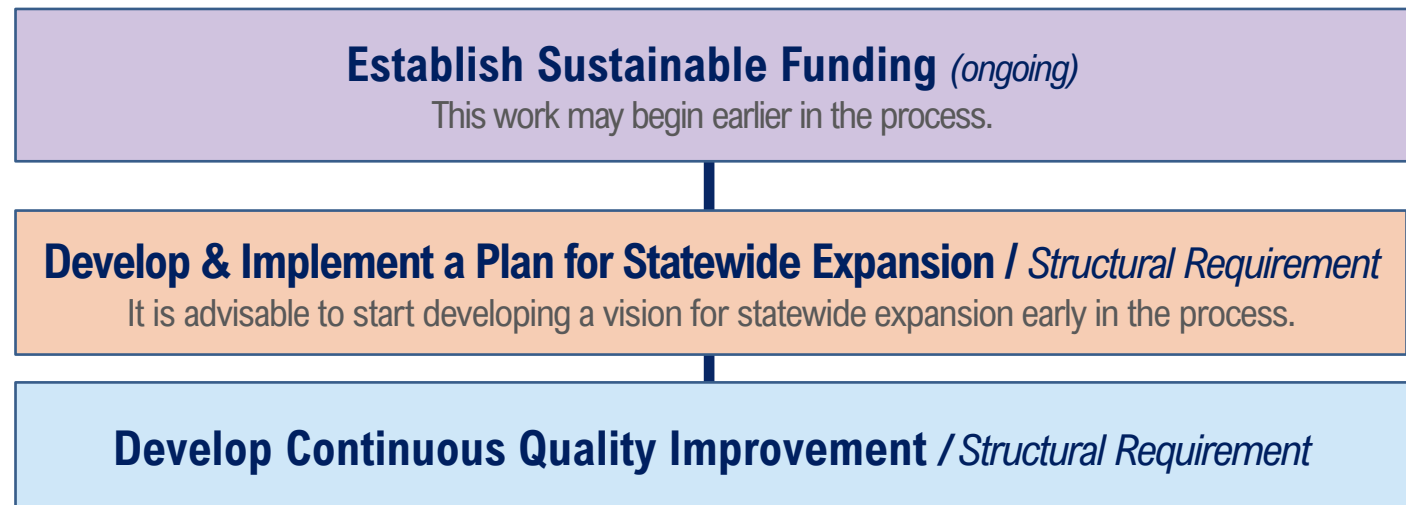 Establish Sustainable Funding (ongoing)
This work may begin earlier in the process.
Develop & Implement a Plan for Statewide Expansion / Structural Requirement
It is advisable to start developing a vision for statewide expansion early in the process.
Develop Continuous Quality Improvement / Structural Requirement